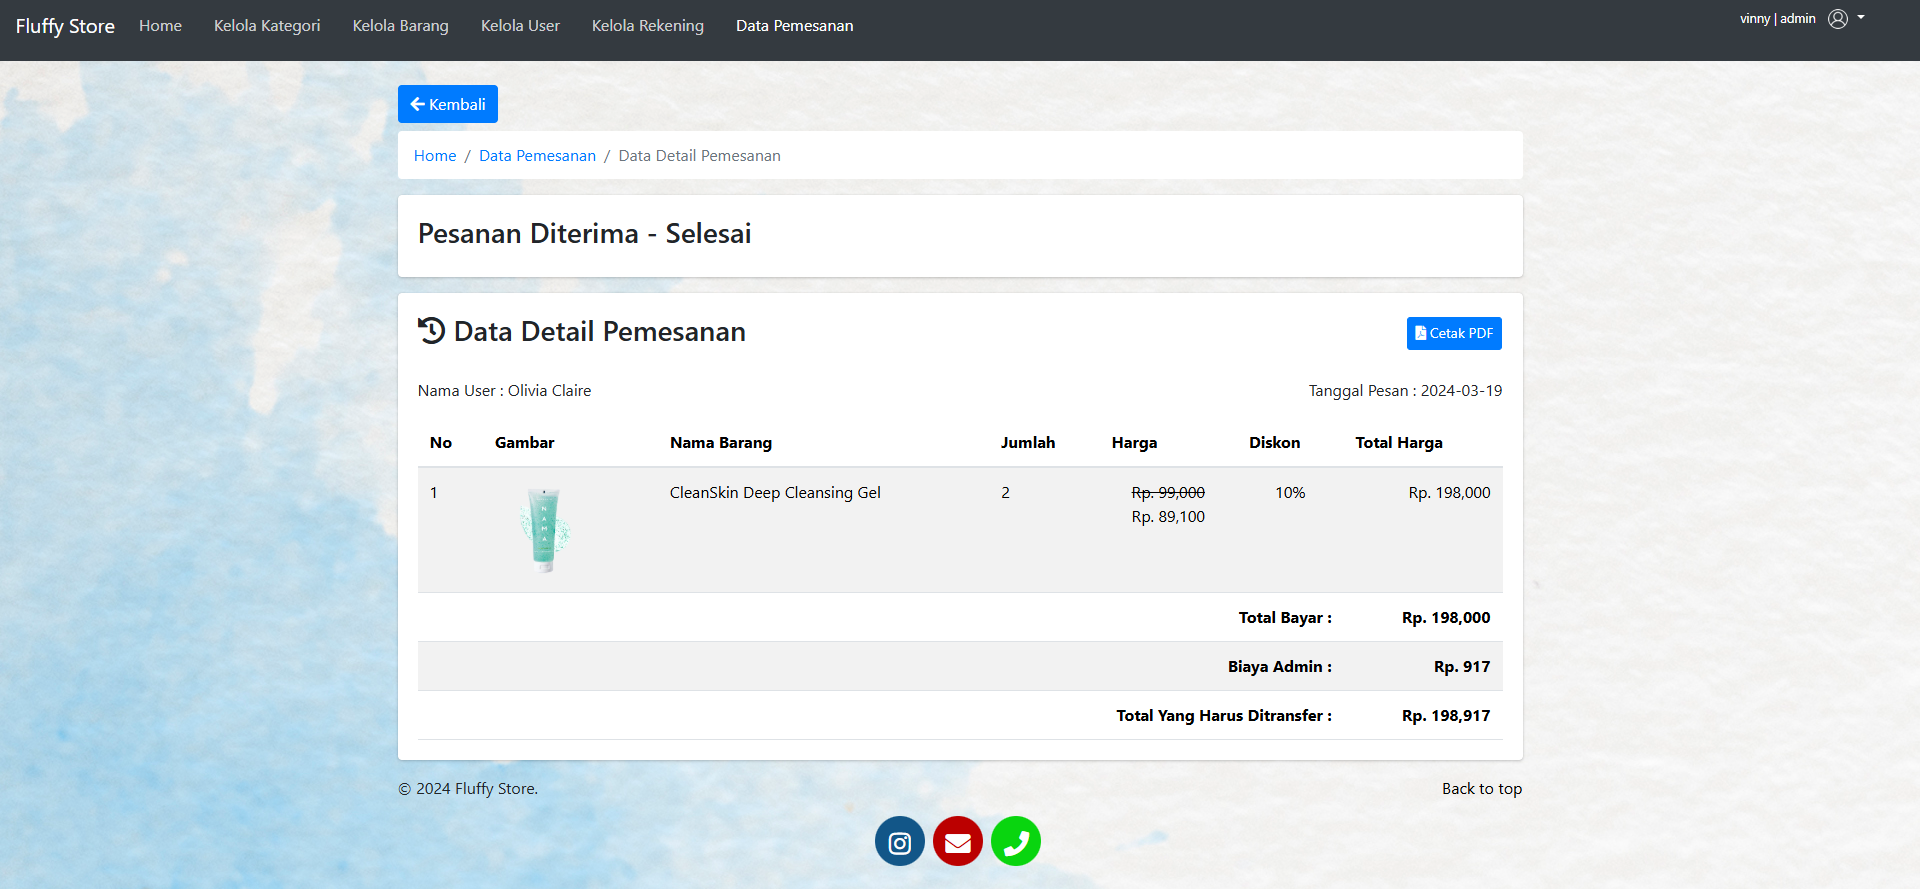 Fluffy Store Home Kelola Kategori Kelola Barang Kelola User Kelola Rekening Data Pemesanan vinny | admin
Kembali
Home / Data Pemesanan / Data Detail Pemesanan
Pesanan Diterima - Selesai
Data Detail Pemesanan
Cetak PDF
Nama User : Olivia Claire Tanggal Pesan : 2024-03-19
No Gambar Nama Barang Jumlah Harga Diskon Total Harga
1 NAMA CleanSkin Deep Cleansing Gel 2 Rp. 99,000 10% Rp. 198,000
Rp. 89,100
Total Bayar : Rp. 198,000
Biaya Admin : Rp. 917
Total Yang Harus Ditransfer : Rp. 198,917
© 2024 Fluffy Store. Back to top